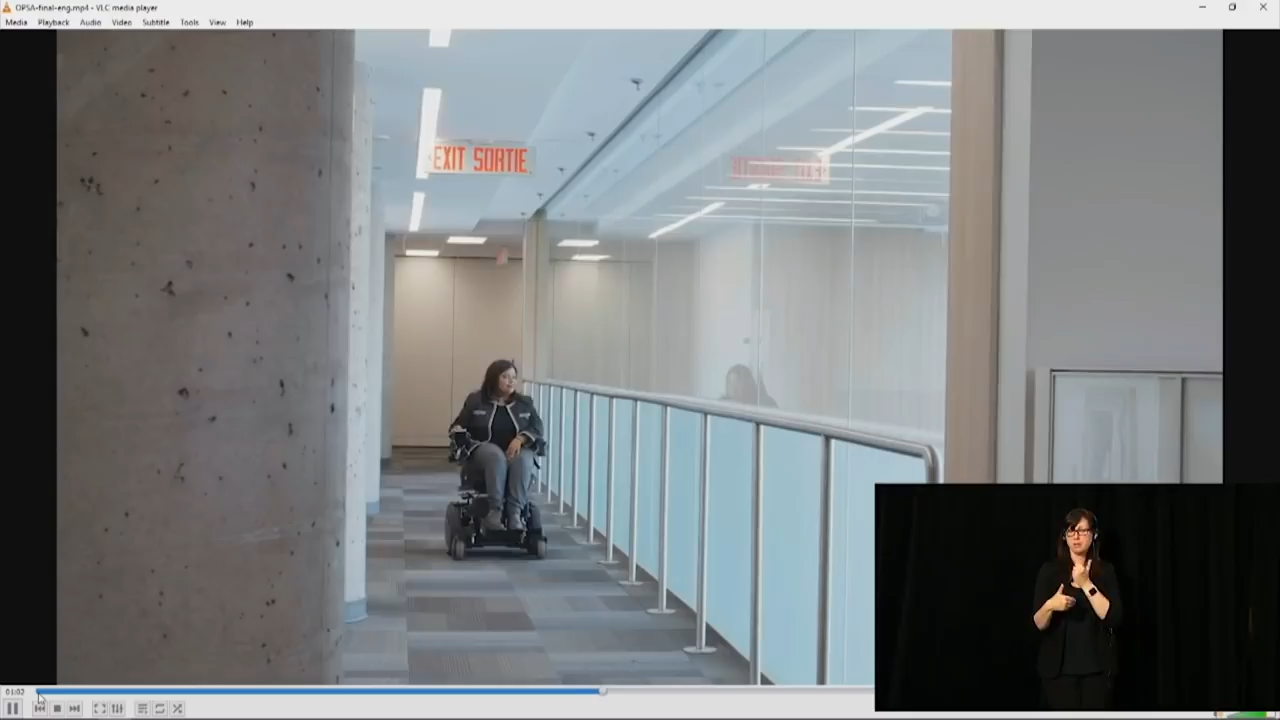 OPSA-final-eng.mp4 - VLC media player
Media Playback Audio Video Subtitle Tools View Help
EXIT SORTIE
01:02